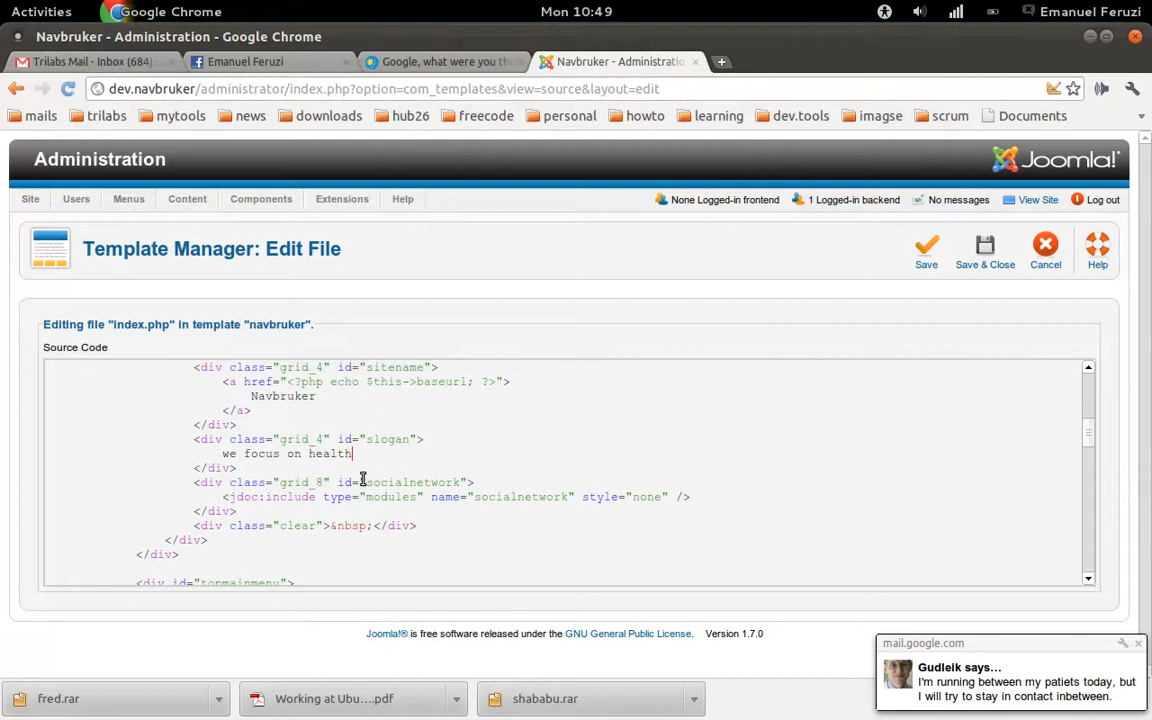 Activities
Google Chrome
Mon 10:49
Emanuel Feruzi
Navbruker - Administration - Google Chrome
Trilabs Mail - Inbox (684)
Emanuel Feruzi
Google, what were you th
Navbruker - Administratio
dev.navbruker/administrator/index.php?option=com_templates&view=source&layout=edit
mails
trilabs
mytools
news
downloads
hub26
freecode
personal
howto
learning
dev.tools
imagse
scrum
Documents
Administration
Joomla!
Site
Users
Menus
Content
Components
Extensions
Help
None Logged-in frontend
1 Logged-in backend
No messages
View Site
Log out
Template Manager: Edit File
Save
Save & Close
Cancel
Help
Editing file "index.php" in template "navbruker".
Source Code
<div class="grid_4" id="sitename">
<a href="<?php echo $this->baseurl; ?>">
Navbruker
</a>
</div>
<div class="grid_4" id="slogan">
we focus on health
</div>
<div class="grid_8" id="socialnetwork">
<jdoc:include type="modules" name="socialnetwork" style="none" />
</div>
<div class="clear">&nbsp;</div>
</div>
</div>
<div id="topmainmenu">
Joomla!® is free software released under the GNU General Public License. Version 1.7.0
mail.google.com
Gudleik says...
I'm running between my patiets today, but
I will try to stay in contact inbetween.
fred.rar
Working at Ubu....pdf
shababu.rar